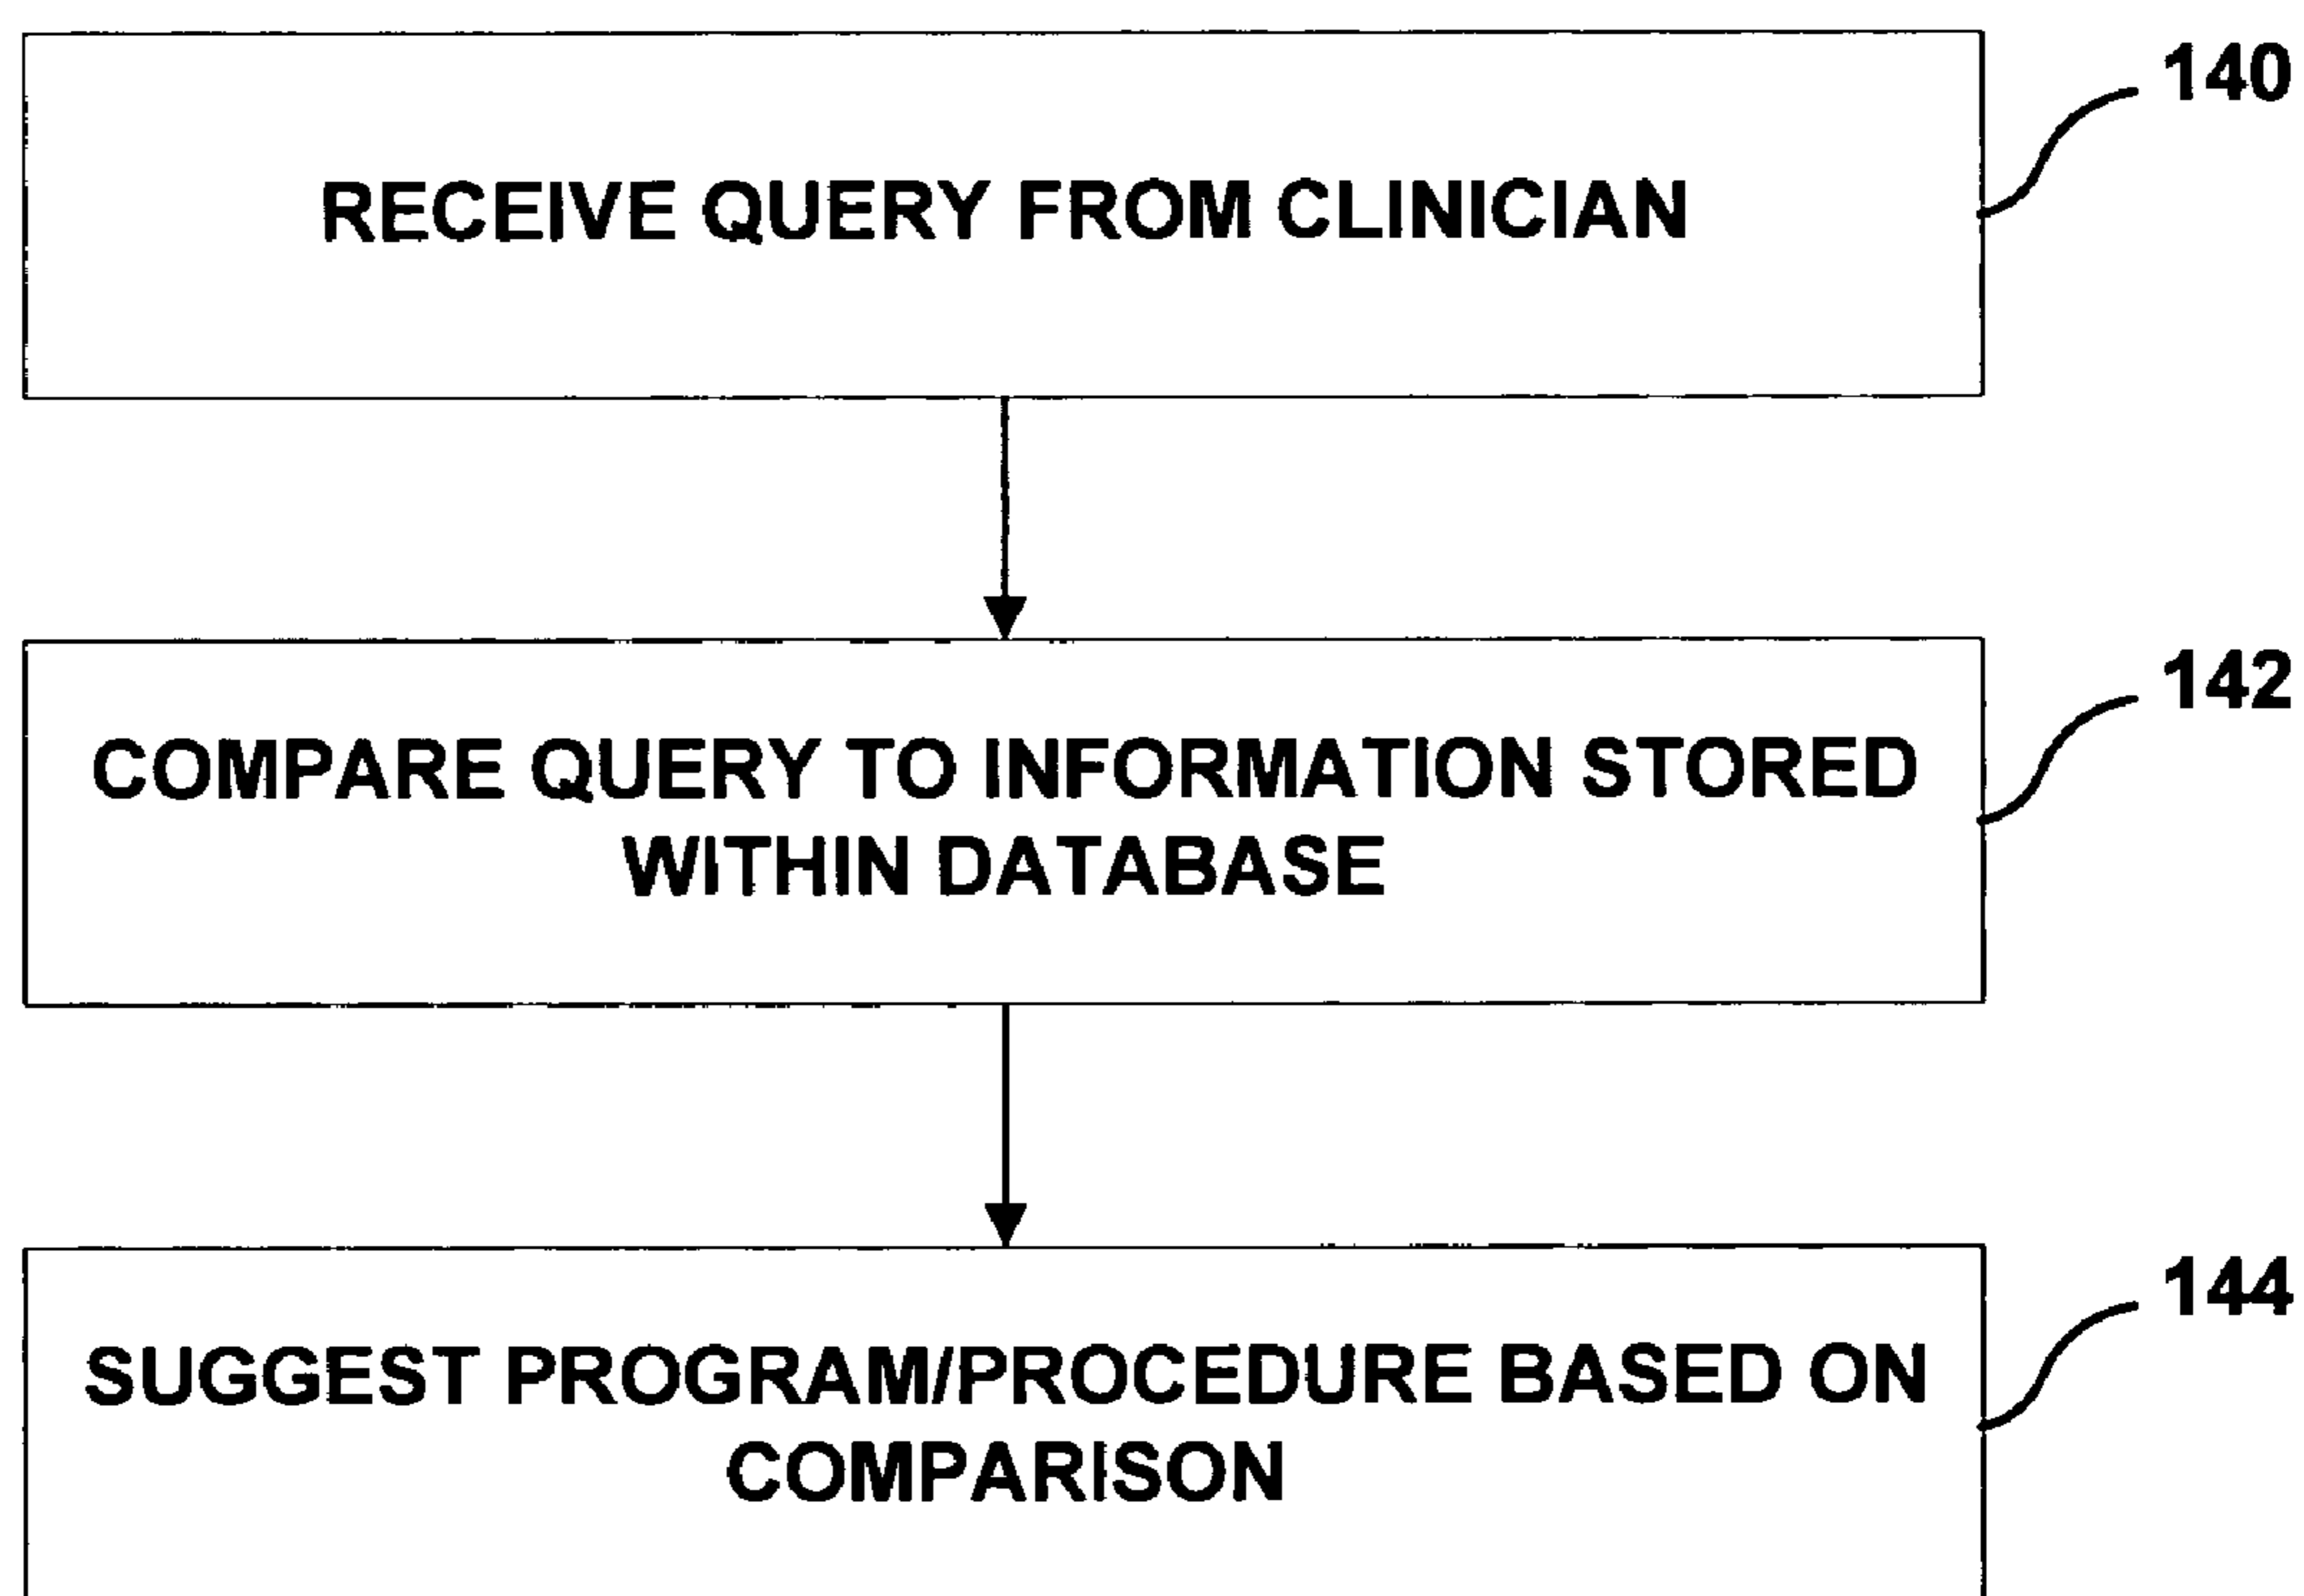 140
RECEIVE QUERY FROM CLINICIAN
142
COMPARE QUERY TO INFORMATION STORED
WITHIN DATABASE
144
SUGGEST PROGRAM/PROCEDURE BASED ON
COMPARISON